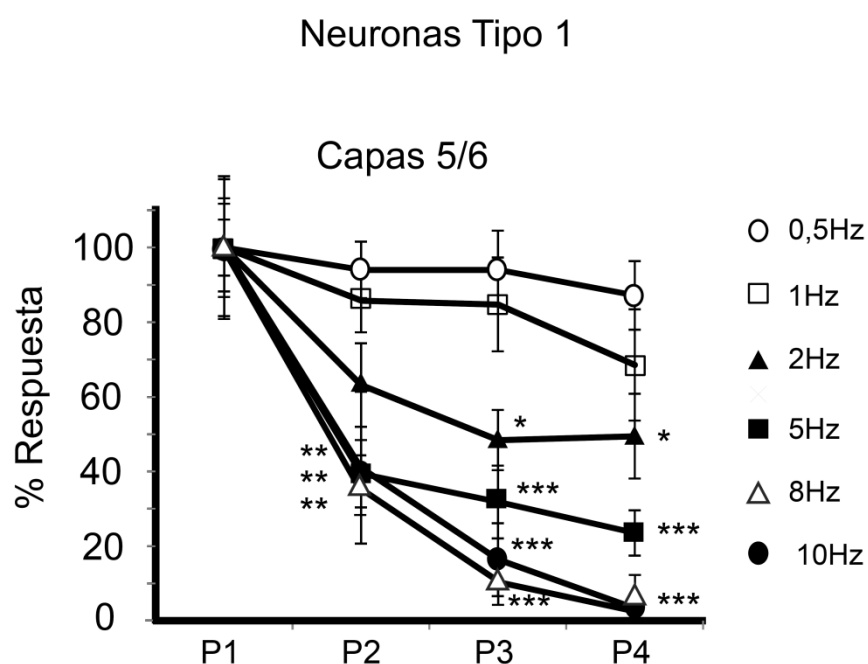 Neuronas Tipo 1
Capas 5/6
% Respuesta
100
80
60
40
20
0
P1 P2 P3 P4
**
**
**
*
*
***
***
***
***
***
0,5Hz
1Hz
2Hz
5Hz
8Hz
10Hz